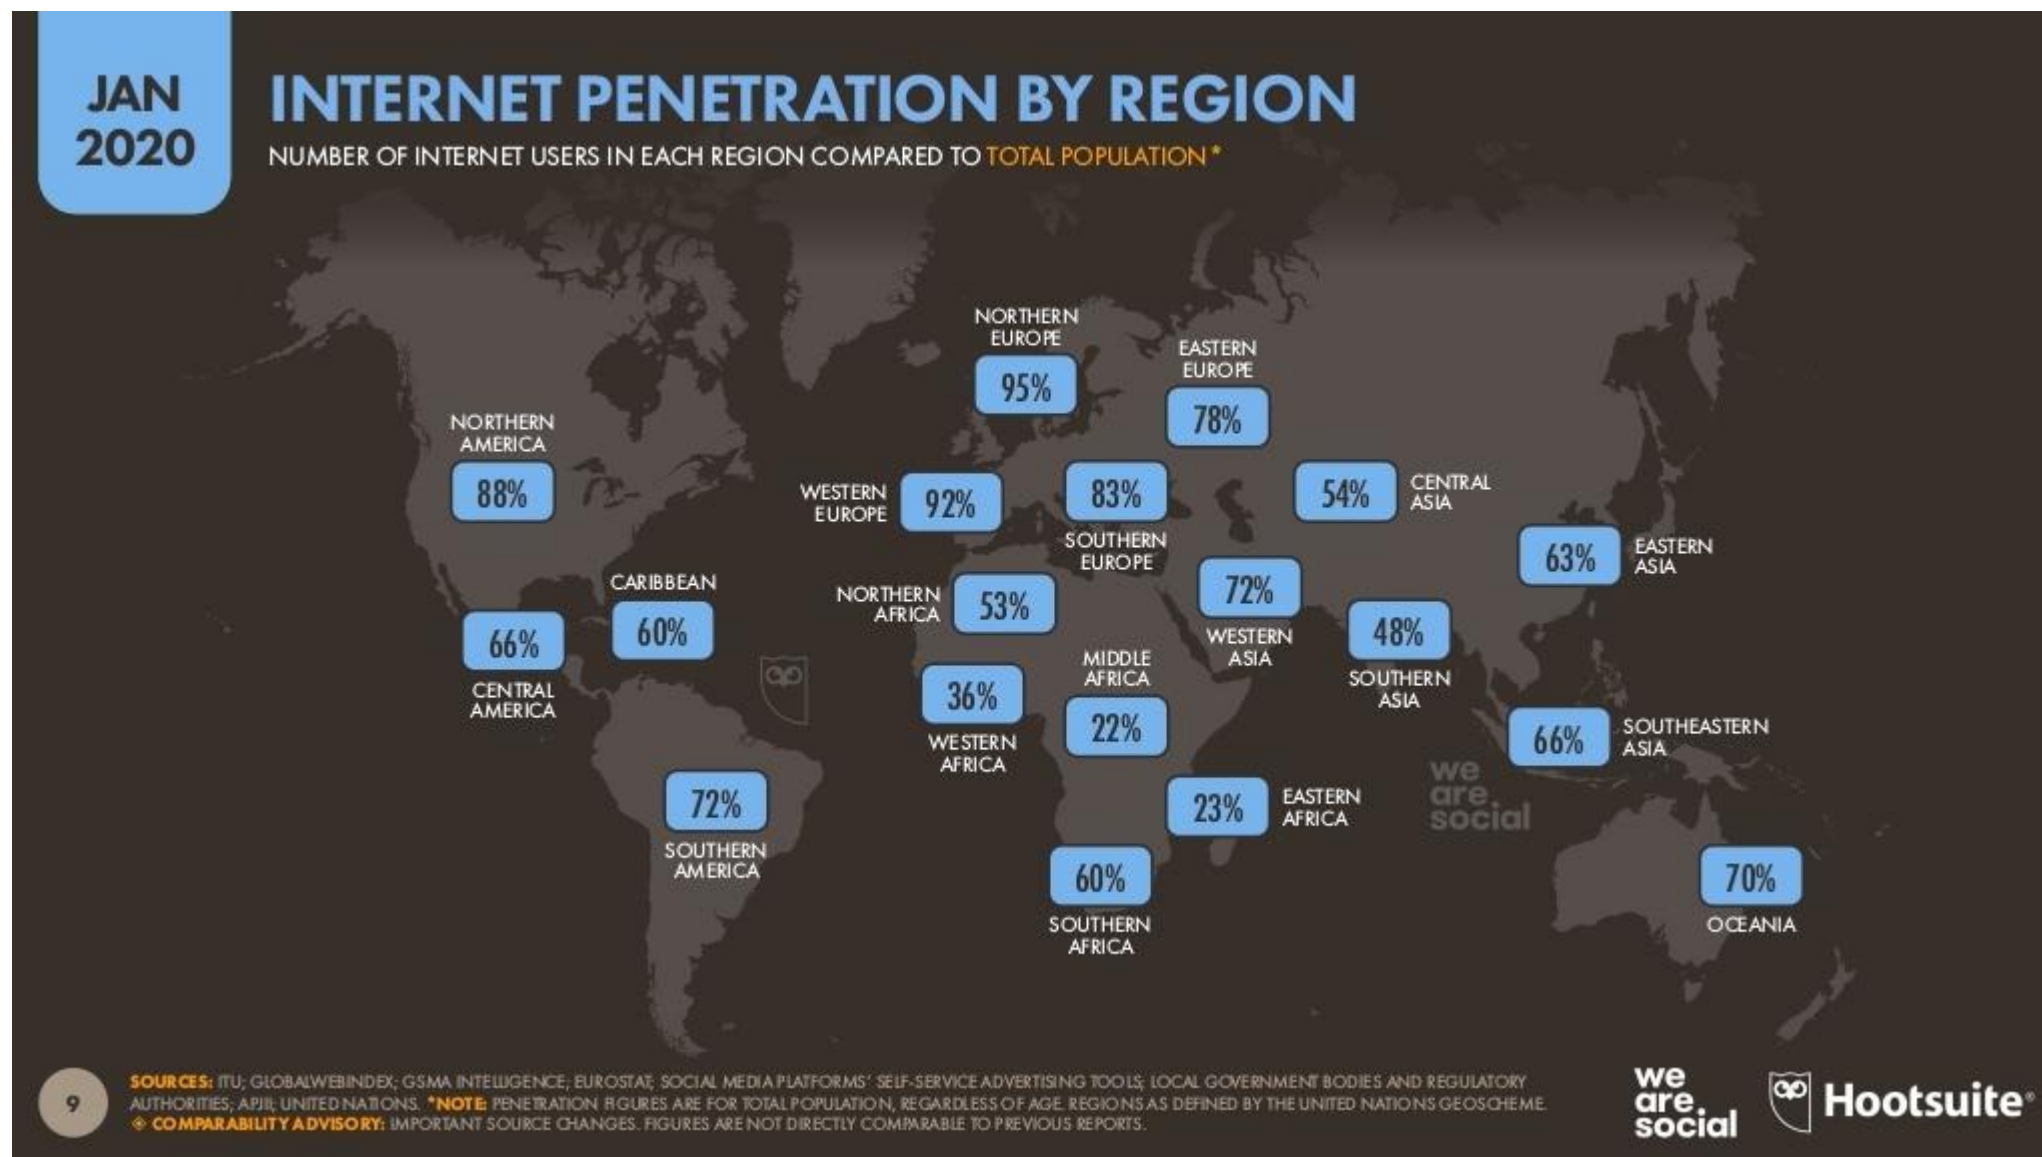 JAN
2020
INTERNET PENETRATION BY REGION
NUMBER OF INTERNET USERS IN EACH REGION COMPARED TO TOTAL POPULATION*
NORTHERN
EUROPE
95%
EASTERN
EUROPE
78%
NORTHERN
AMERICA
88%
WESTERN
EUROPE
92%
83%
SOUTHERN
EUROPE
54%
CENTRAL
ASIA
63%
EASTERN
ASIA
CARIBBEAN
60%
NORTHERN
AFRICA
53%
72%
WESTERN
ASIA
48%
SOUTHERN
ASIA
66%
CENTRAL
AMERICA
36%
WESTERN
AFRICA
MIDDLE
AFRICA
22%
66%
SOUTHEASTERN
ASIA
we
are
social
72%
SOUTHERN
AMERICA
23%
EASTERN
AFRICA
60%
SOUTHERN
AFRICA
70%
OCEANIA
9
SOURCES: ITU; GLOBALWEBINDEX; GSMA INTELLIGENCE; EUROSTAT; SOCIAL MEDIA PLATFORMS' SELF-SERVICE ADVERTISING TOOLS; LOCAL GOVERNMENT BODIES AND REGULATORY
AUTHORITIES; APJII; UNITED NATIONS. *NOTE: PENETRATION FIGURES ARE FOR TOTAL POPULATION, REGARDLESS OF AGE. REGIONS AS DEFINED BY THE UNITED NATIONS GEOSCHEME.
COMPARABILITY ADVISORY: IMPORTANT SOURCE CHANGES. FIGURES ARE NOT DIRECTLY COMPARABLE TO PREVIOUS REPORTS.
we
are
social
Hootsuite®